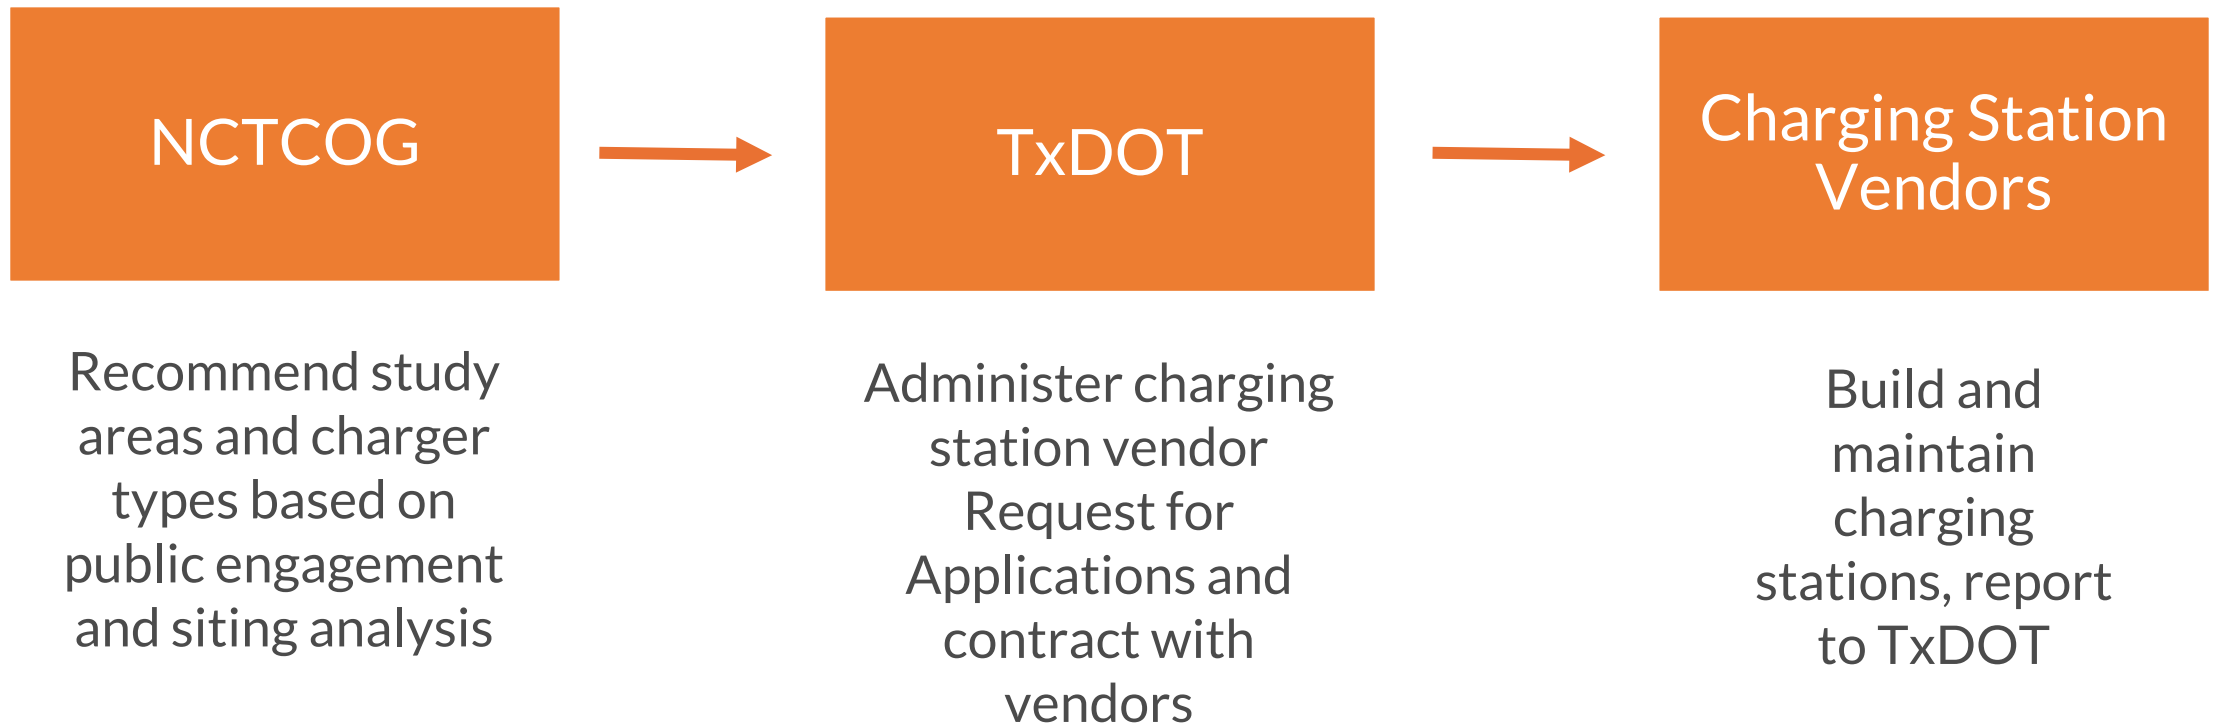 NCTCOG
Recommend study
areas and charger
types based on
public engagement
and siting analysis
TxDOT
Administer charging
station vendor
Request for
Applications and
contract with
vendors
Charging Station
Vendors
Build and
maintain
charging
stations, report
to TxDOT